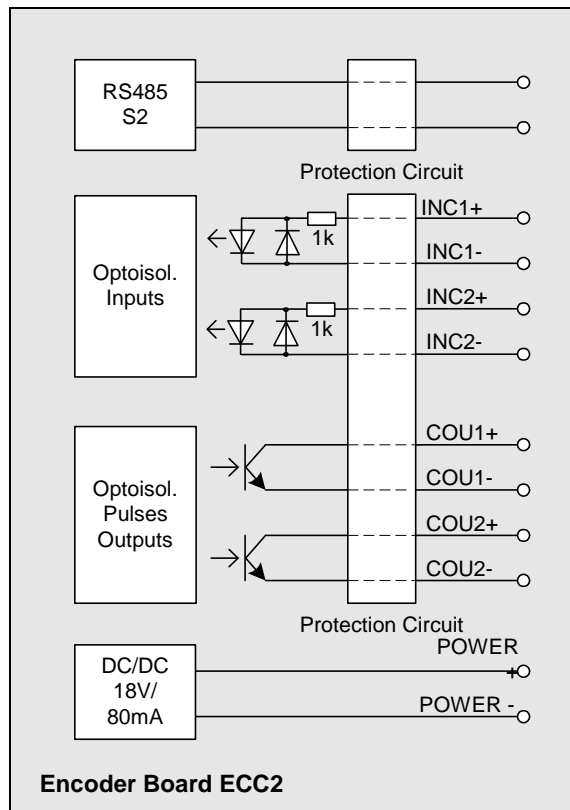 RS485
S2
Protection Circuit
INC1+
1k
INC1-
Optoisol.
Inputs
INC2+
1k
INC2-
COU1+
COU1-
Optoisol.
Pulses
Outputs
COU2+
COU2-
Protection Circuit
POWER
+
DC/DC
18V/
80mA
POWER -
Encoder Board ECC2